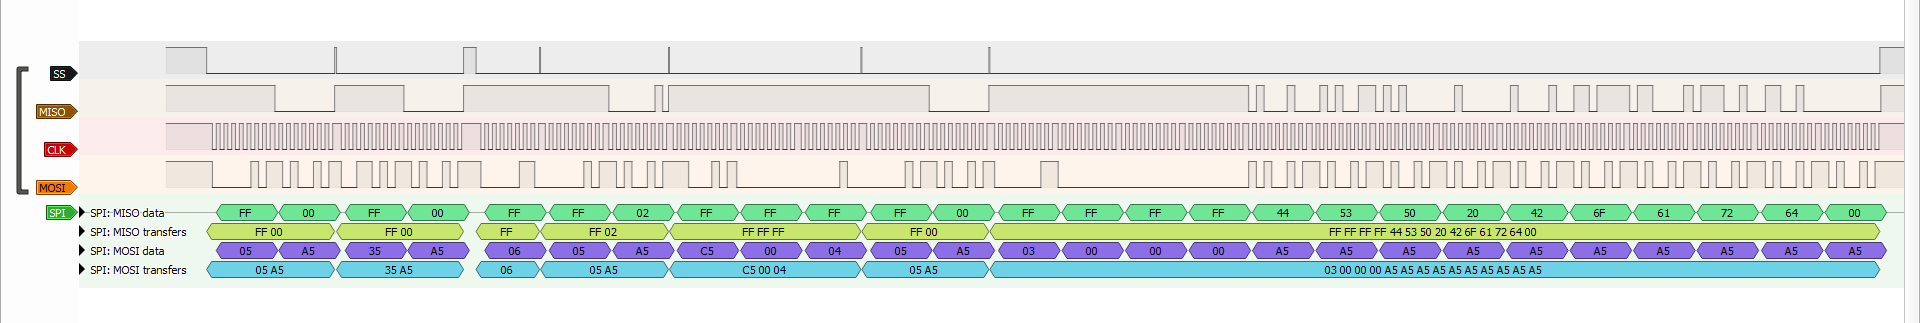 SS
MISO
CLK
MOSI
SPI SPI: MISO data FF 00 FF 00 FF FF 02 FF FF FF FF 00 FF FF FF FF 44 53 50 20 42 6F 61 72 64 00
SPI: MISO transfers FF 00 FF 00 FF FF 02 FF FF FF FF 00 FF FF FF FF 44 53 50 20 42 6F 61 72 64 00
SPI: MOSI data 05 A5 35 A5 06 05 A5 C5 00 04 05 A5 03 00 00 00 A5 A5 A5 A5 A5 A5 A5 A5 A5 A5
SPI: MOSI transfers 05 A5 35 A5 06 05 A5 C5 00 04 05 A5 03 00 00 00 A5 A5 A5 A5 A5 A5 A5 A5 A5 A5